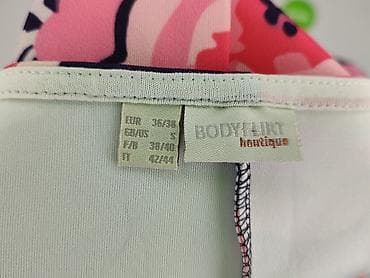 EUR 36/38
GB/US S
F/B 38/40
IT 42/44
BODYFLIRT
boutique